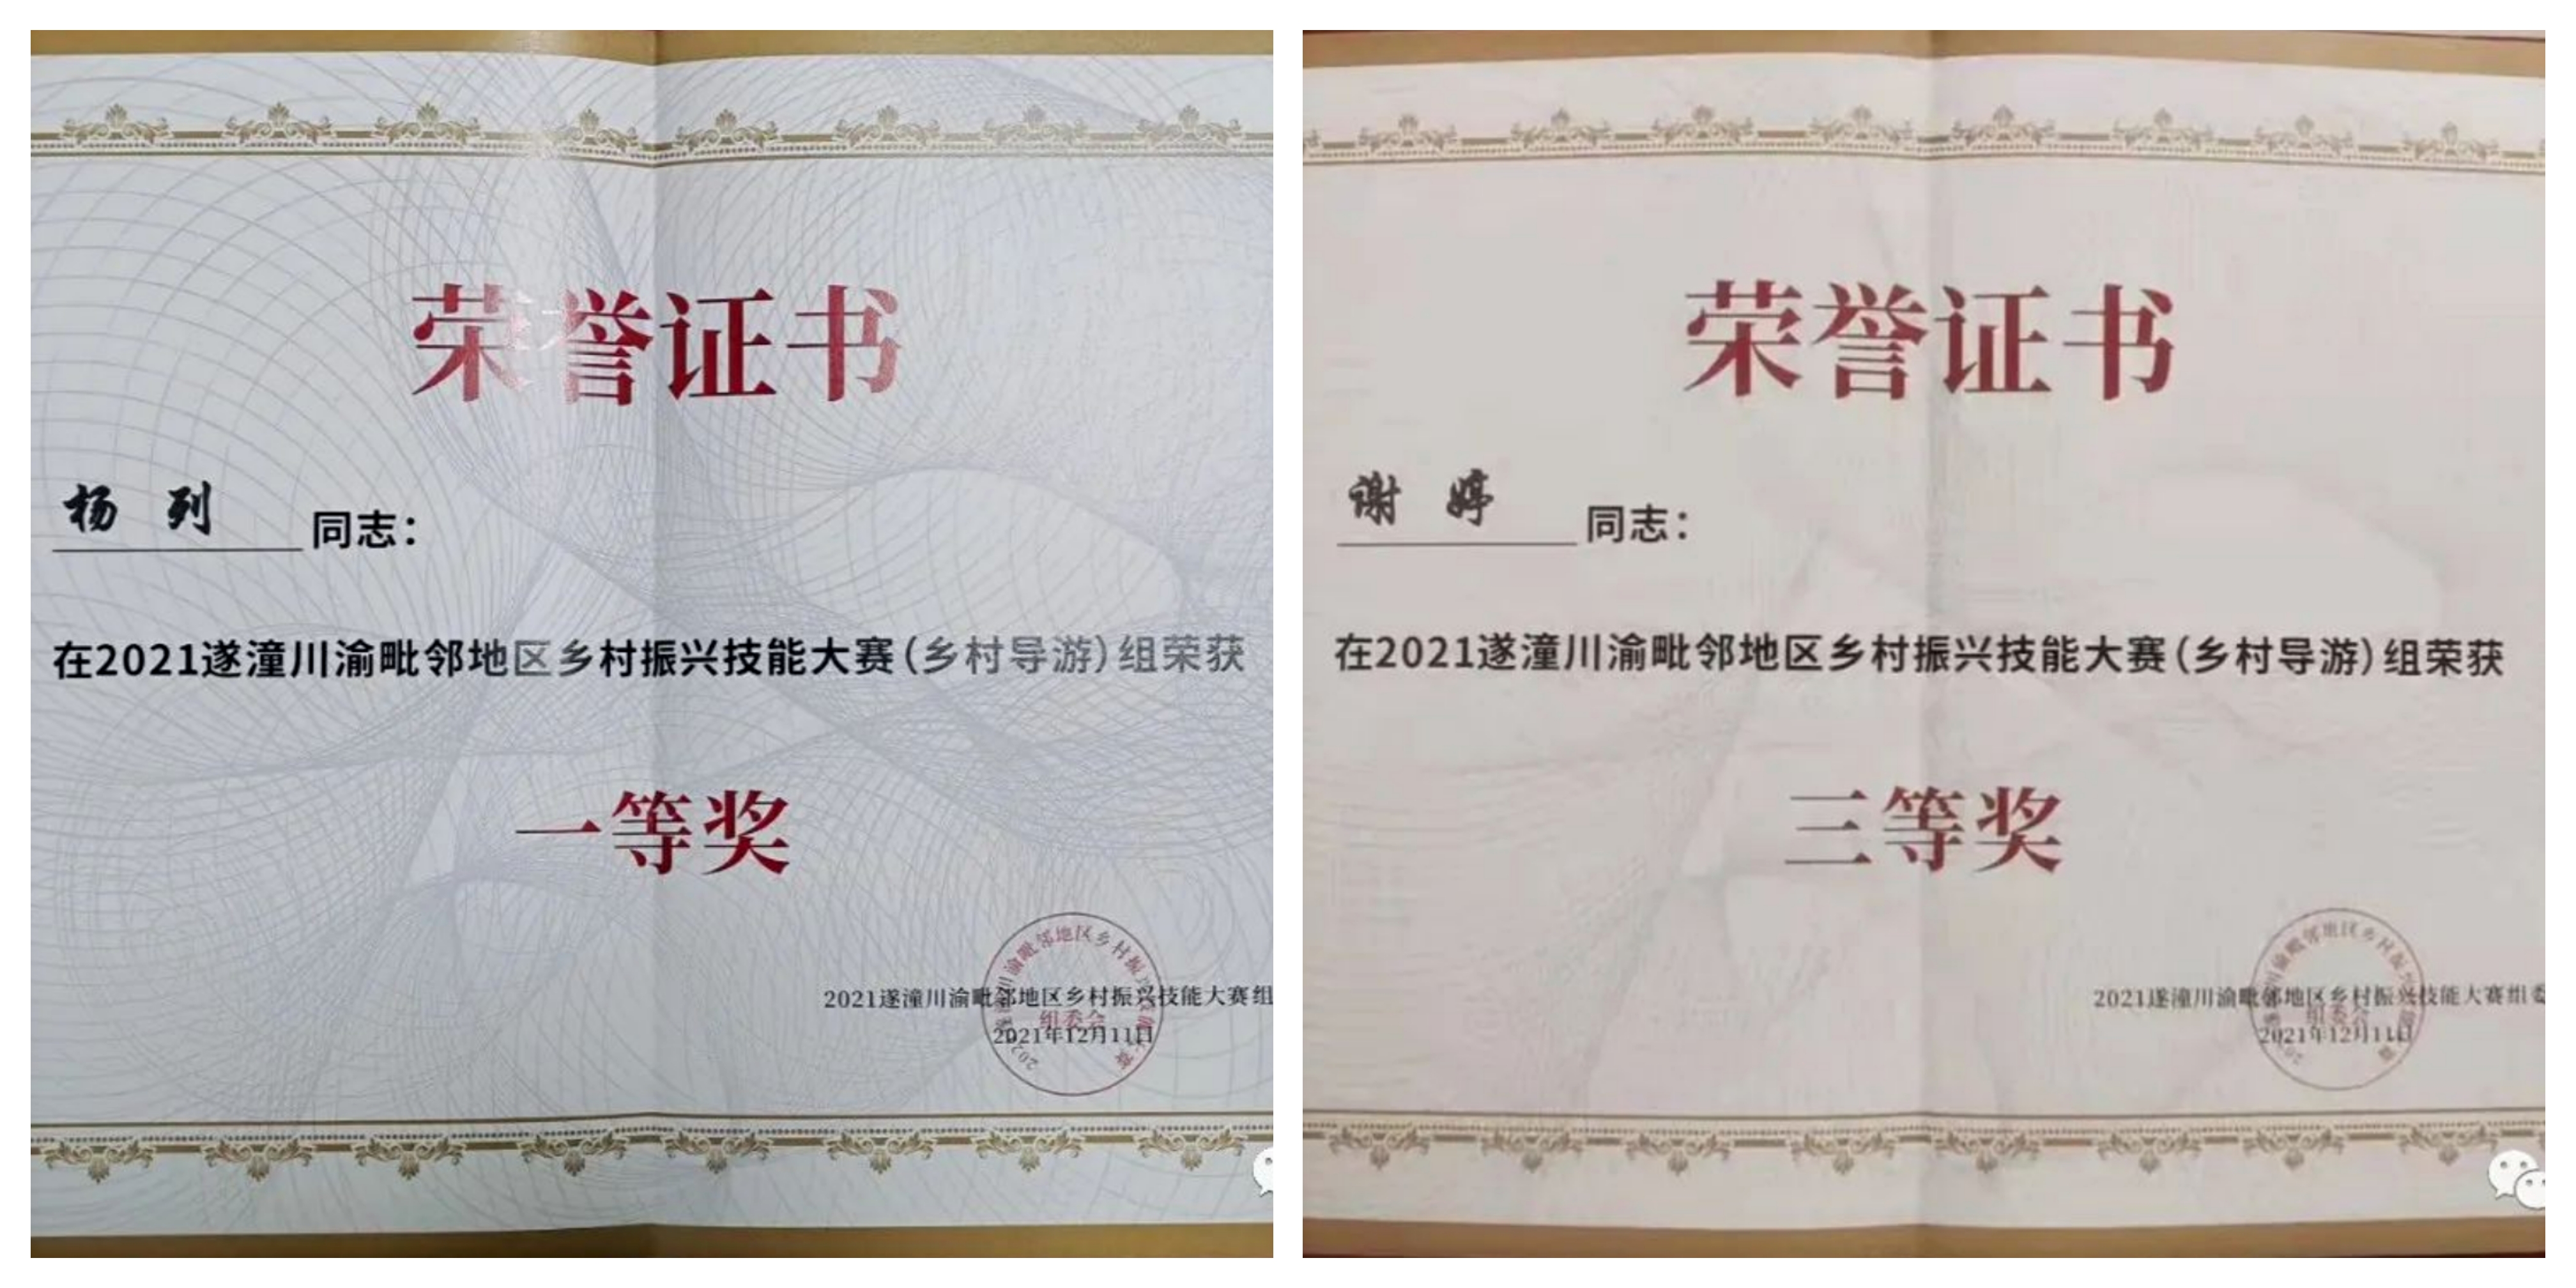 荣誉证书
杨 列 同志：
在2021遂潼川渝毗邻地区乡村振兴技能大赛(乡村导游)组荣获
一等奖
2021遂潼川渝毗邻地区乡村振兴技能大赛组
组委会
2021年12月11日
荣誉证书
谢 婷 同志：
在2021遂潼川渝毗邻地区乡村振兴技能大赛(乡村导游)组荣获
三等奖
2021遂潼川渝毗邻地区乡村振兴技能大赛组委
组委会
2021年12月11日